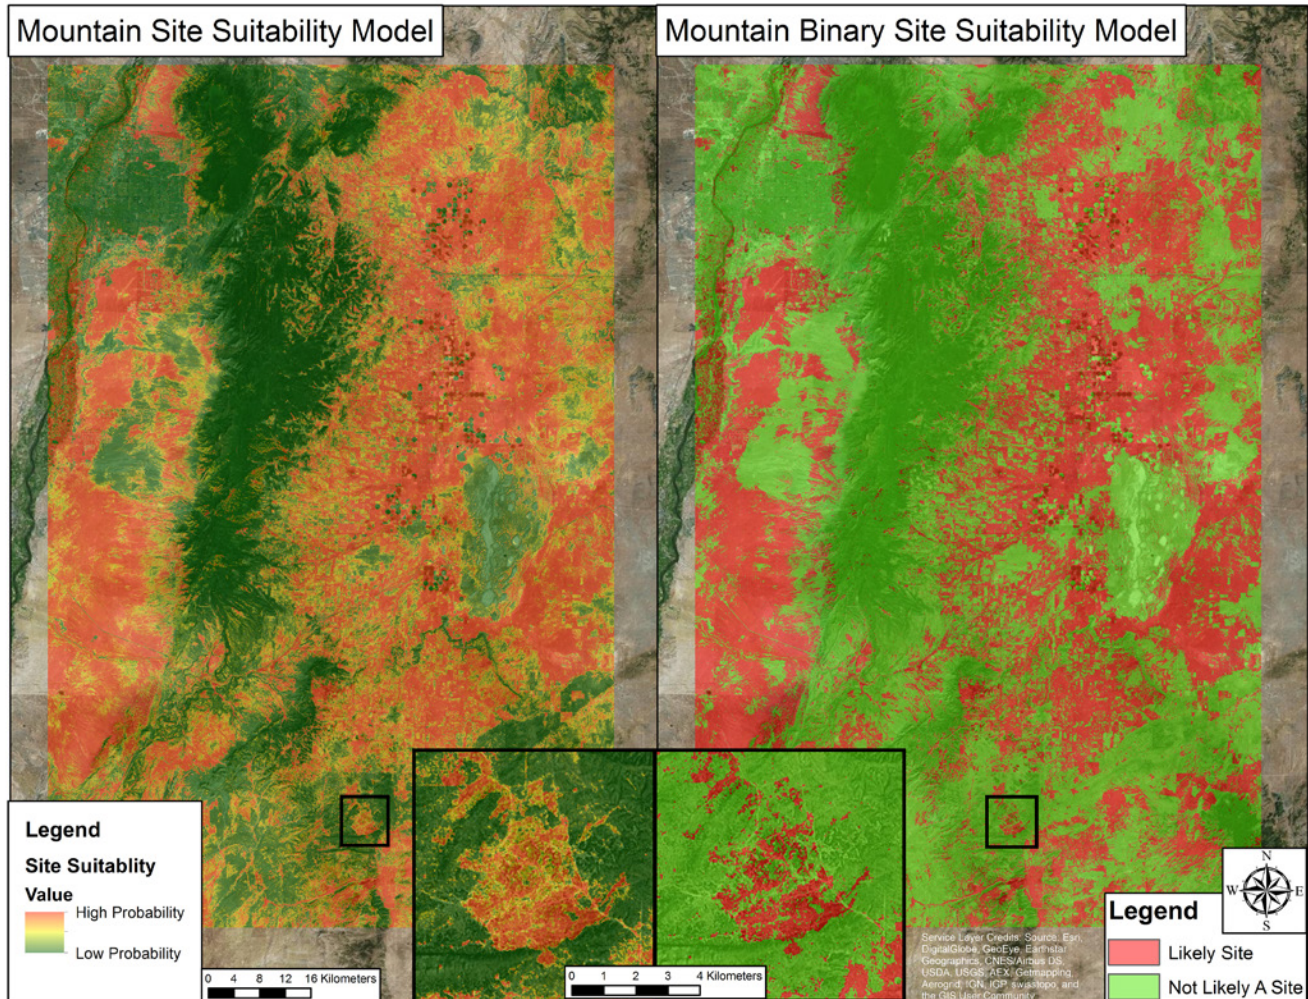 Mountain Site Suitability Model
Mountain Binary Site Suitability Model
Legend
Site Suitablity
Value
High Probability
Low Probability
0 4 8 12 16 Kilometers
0 1 2 3 4 Kilometers
Service Layer Credits: Source: Esri,
DigitalGlobe, GeoEye, Earthstar
Geographics, CNES/Airbus DS,
USDA, USGS, AEX, Getmapping,
Aerogrid, IGN, IGP, swisstopo, and
the GIS User Community
N
W E
S
Legend
Likely Site
Not Likely A Site